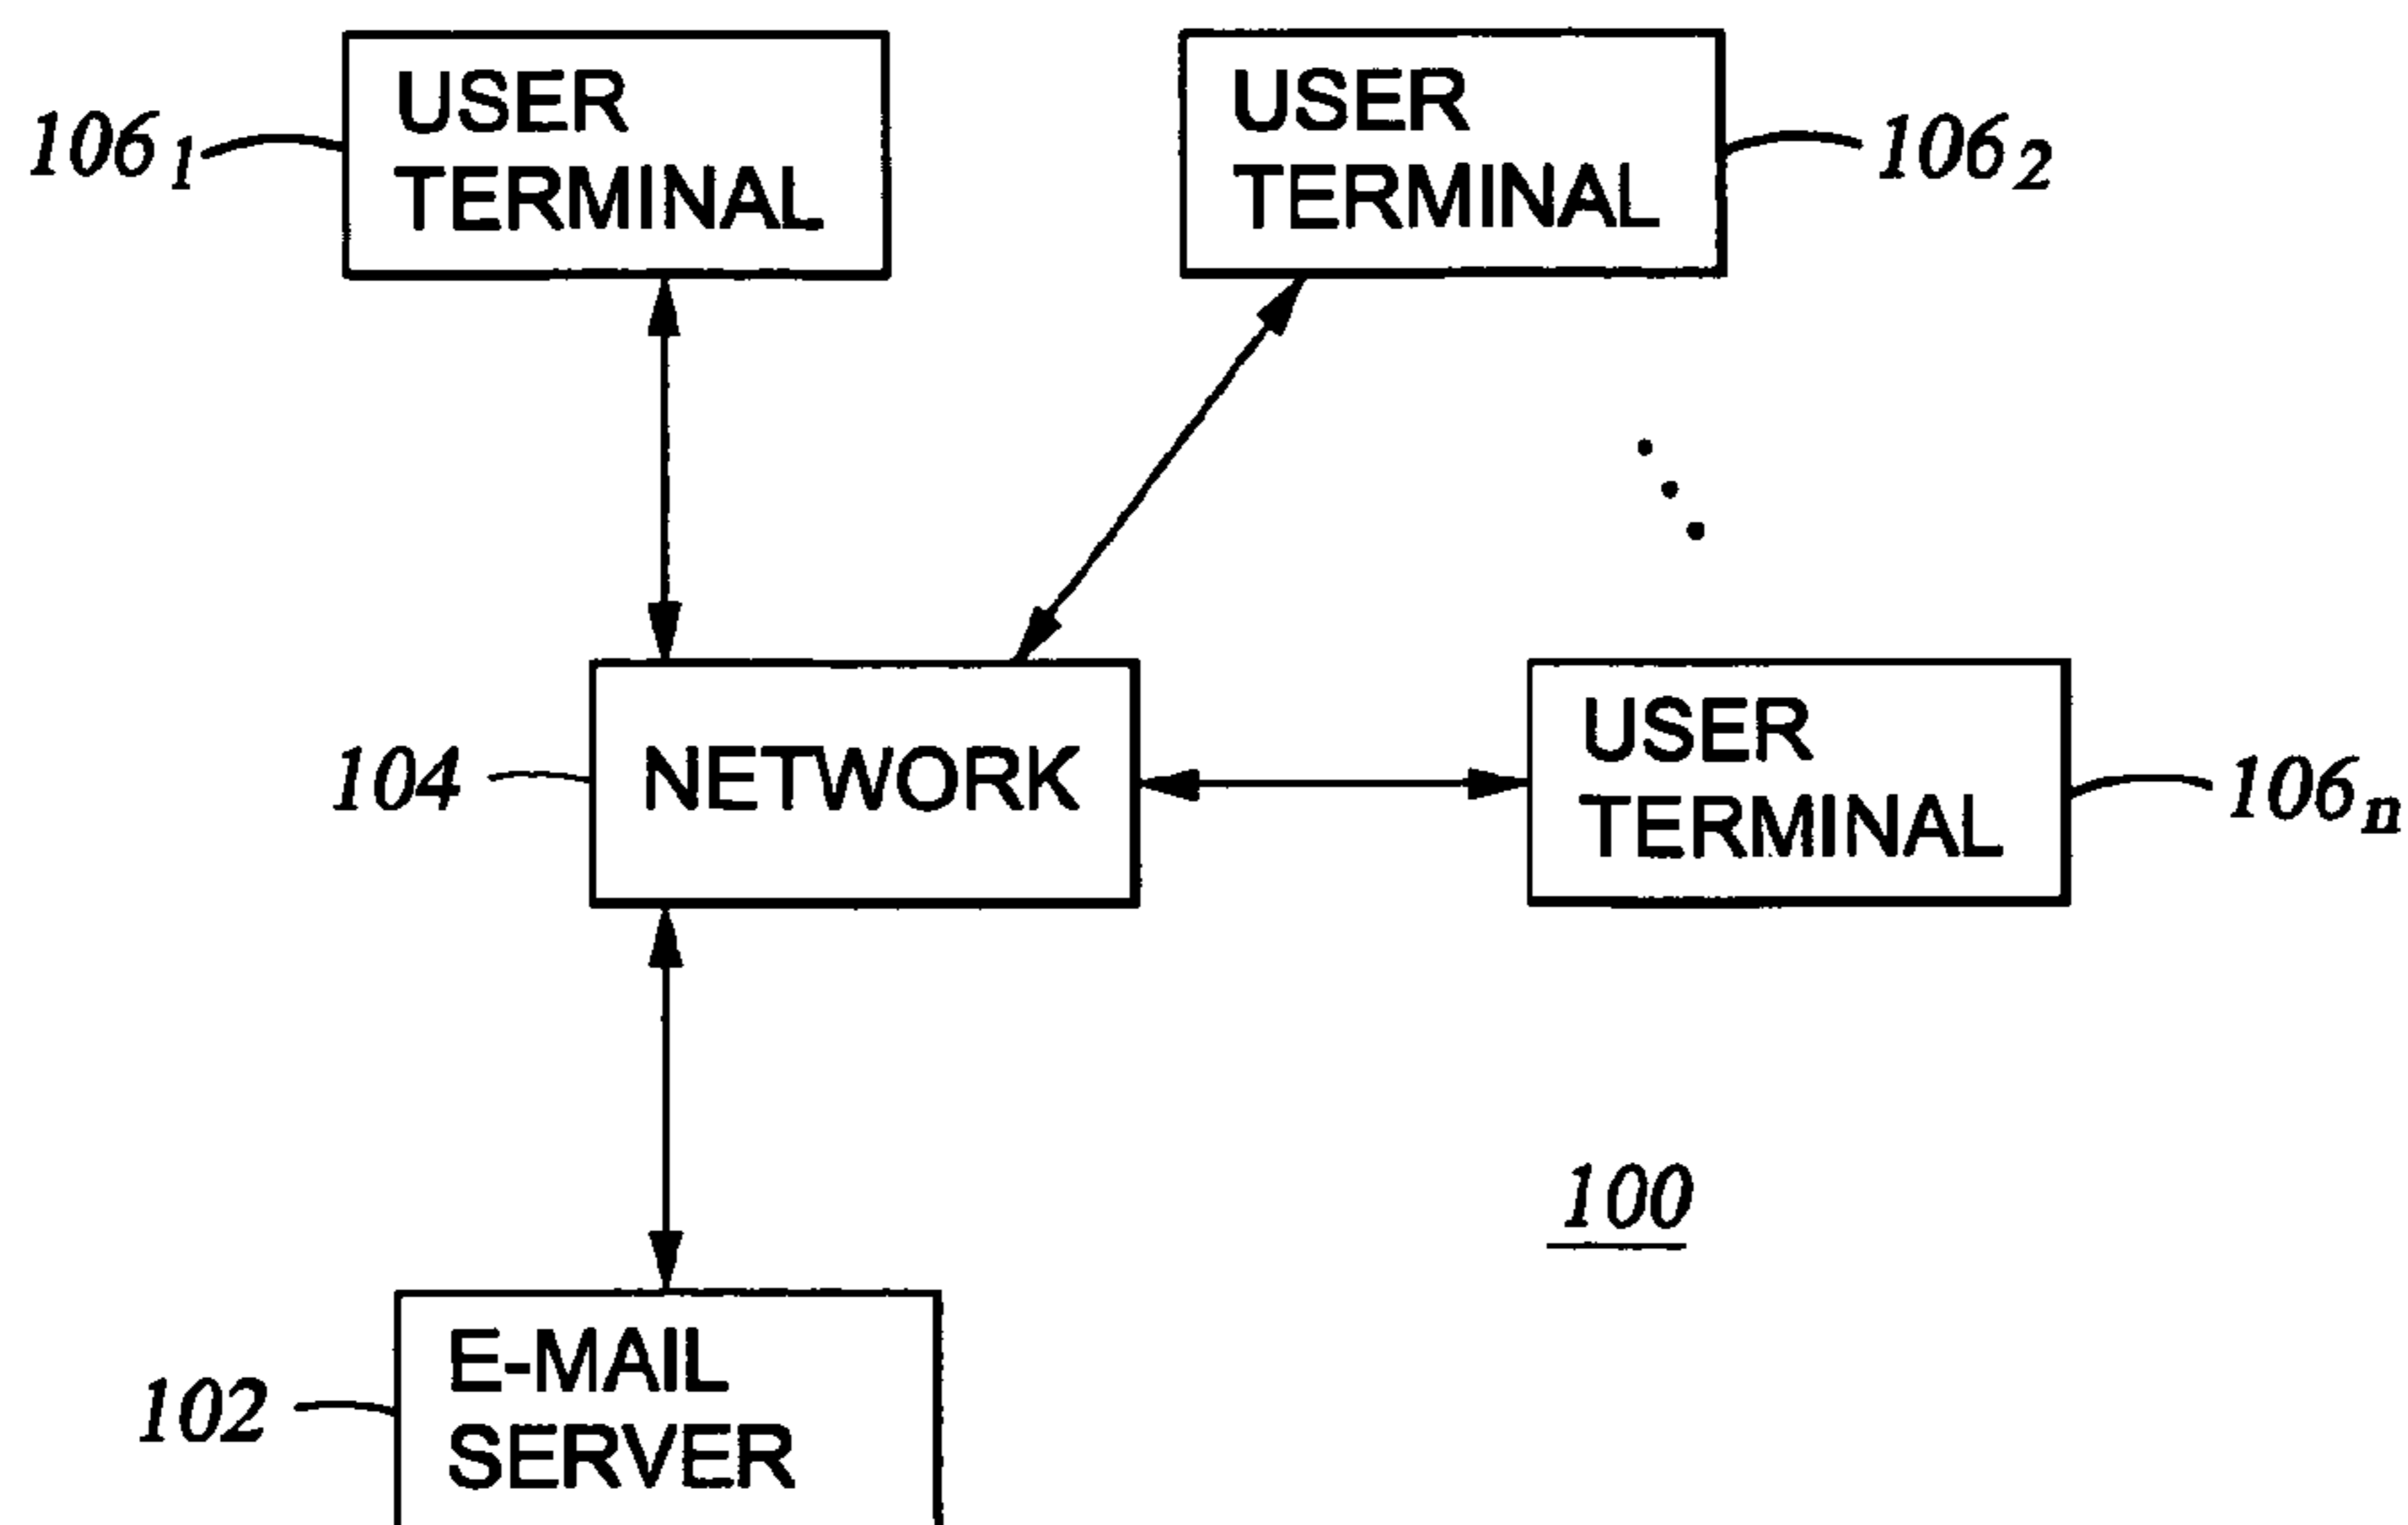 USER
TERMINAL
106₁
USER
TERMINAL
106₂
104
NETWORK
USER
TERMINAL
106ₙ
100
E-MAIL
SERVER
102